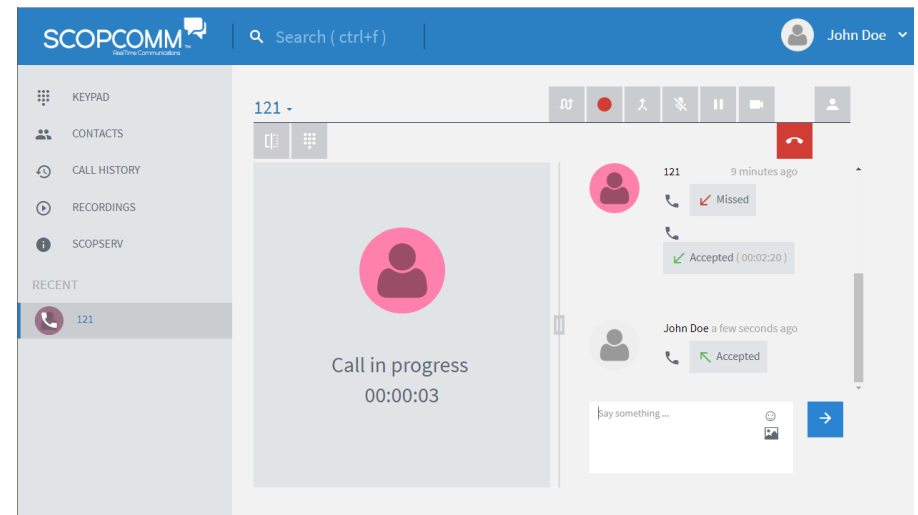 SCOPCOMM™
RealTime Communications
Search ( ctrl+f )
John Doe
KEYPAD
CONTACTS
CALL HISTORY
RECORDINGS
SCOPSERV
RECENT
121
121
Call in progress
00:00:03
121 9 minutes ago
Missed
Accepted ( 00:02:20 )
John Doe a few seconds ago
Accepted
Say something ...